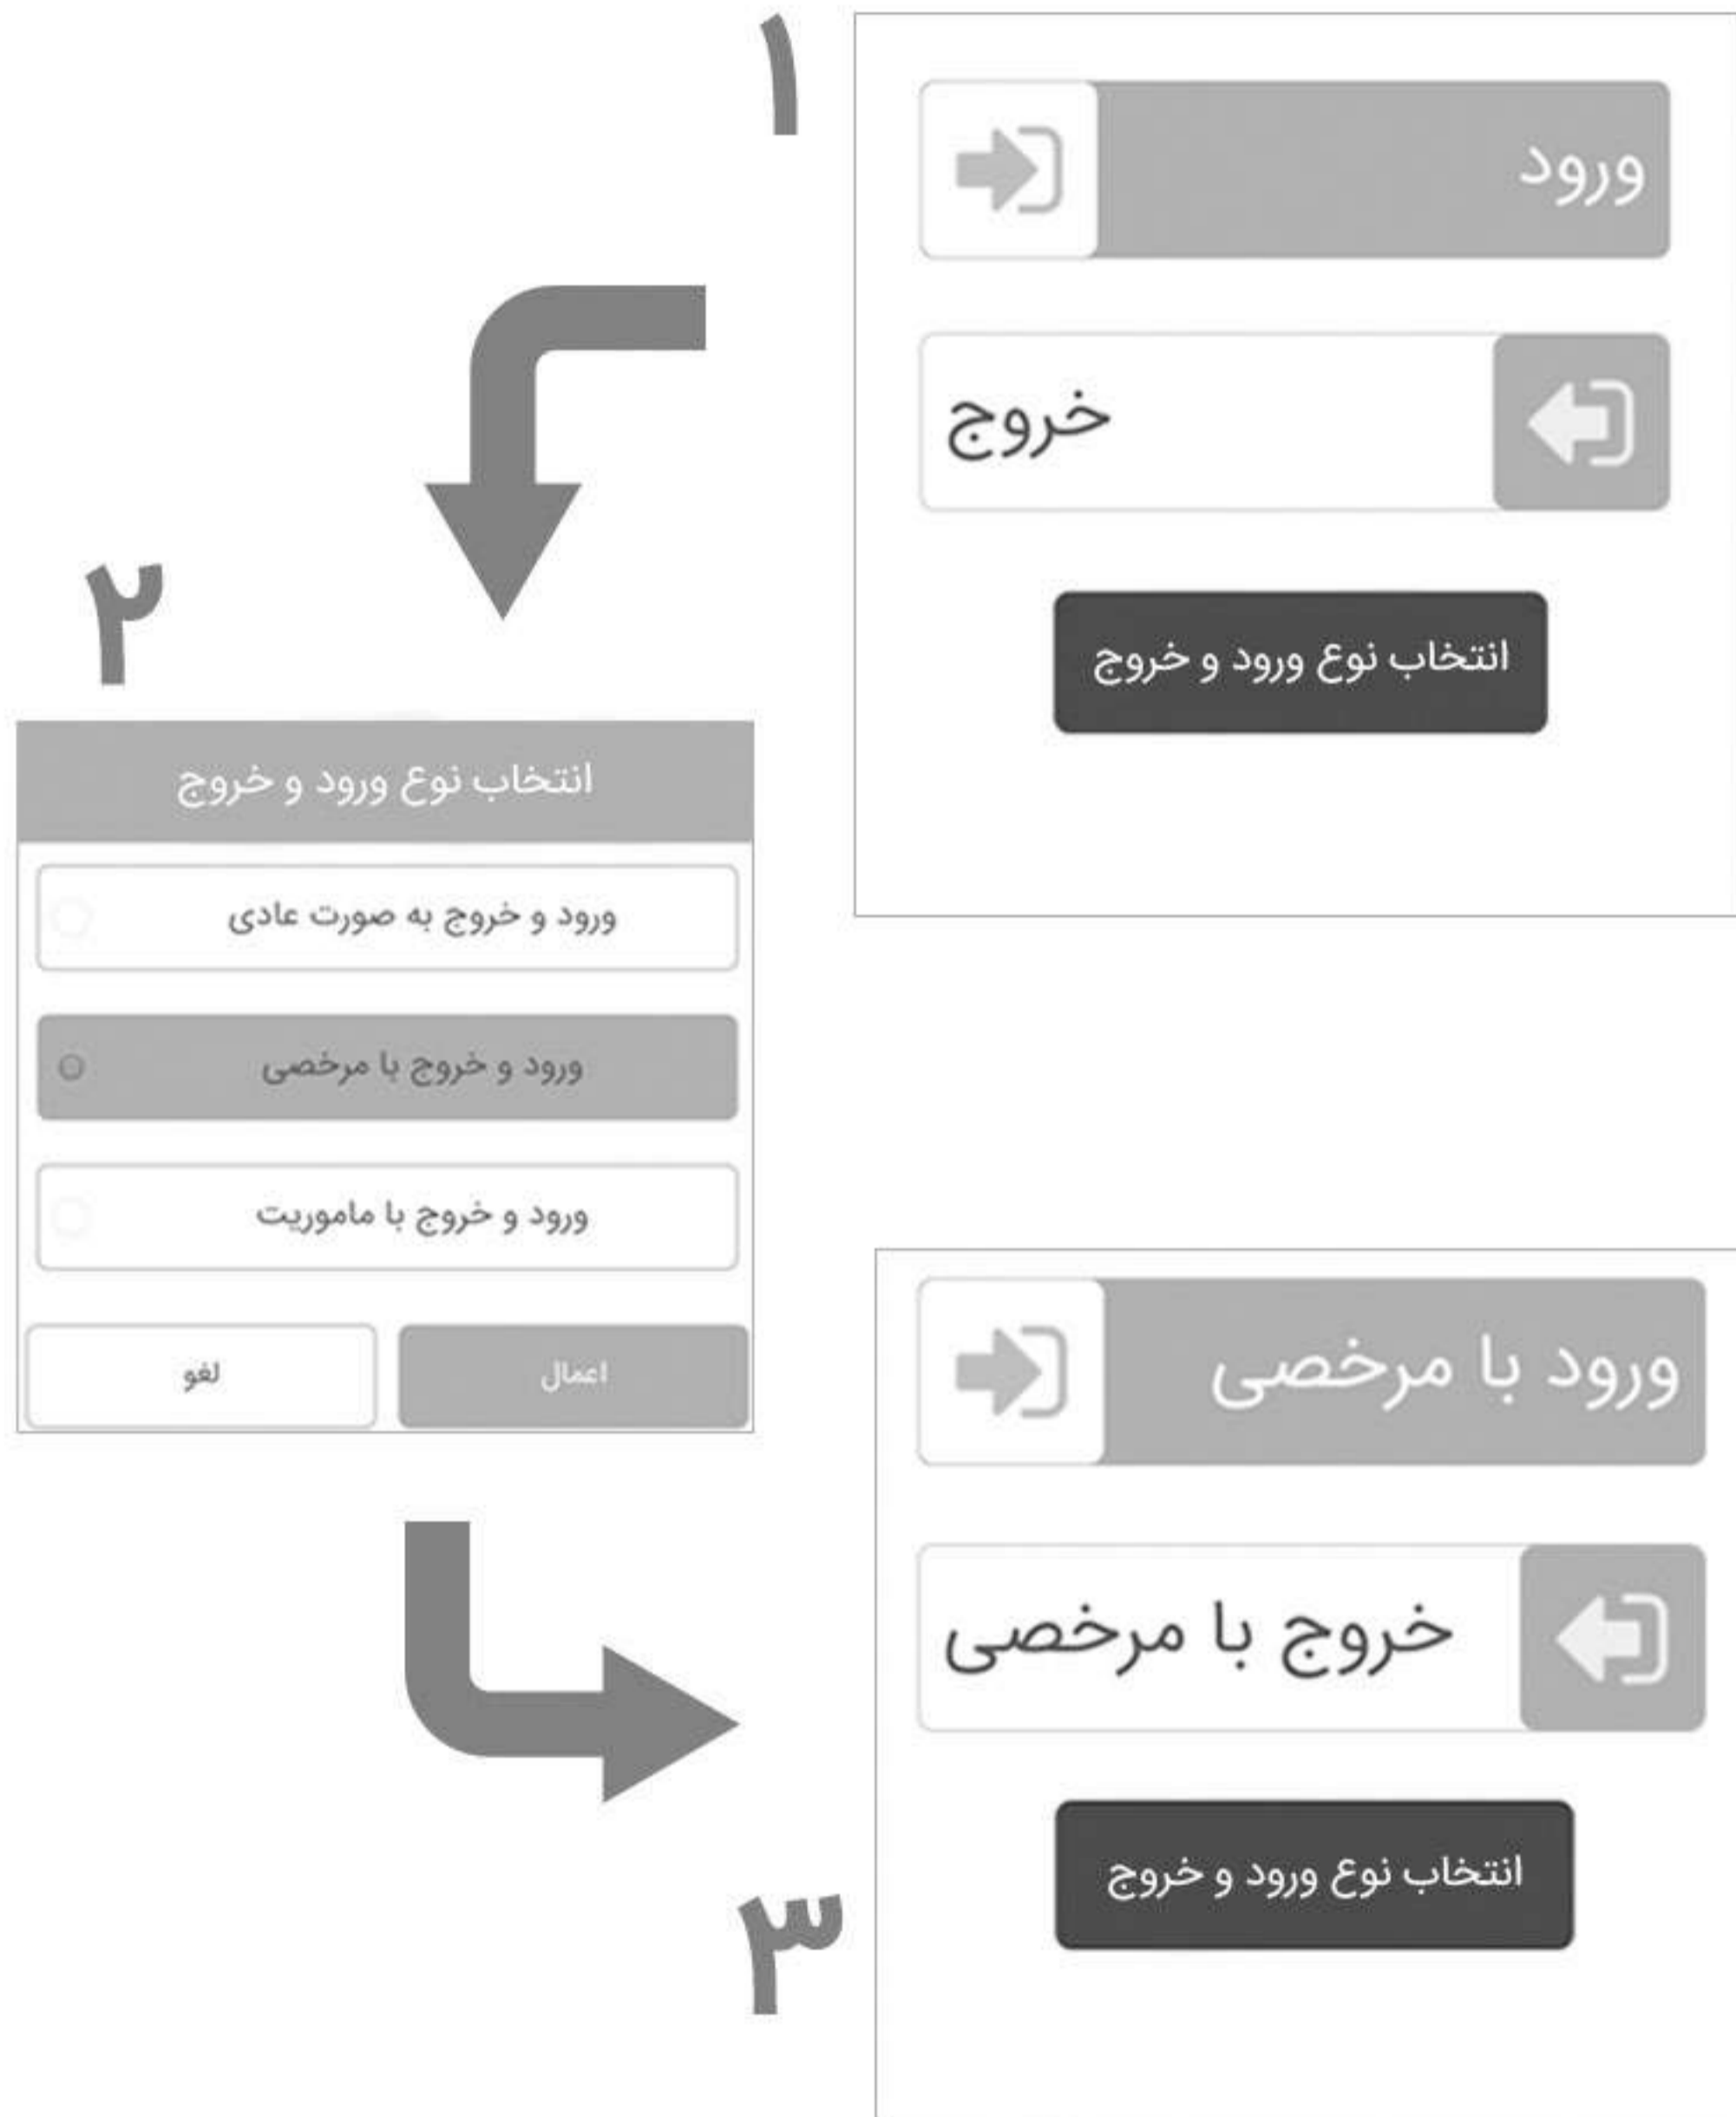 ۱
ورود
خروج
انتخاب نوع ورود و خروج
۲
انتخاب نوع ورود و خروج
ورود و خروج به صورت عادی
ورود و خروج با مرخصی
ورود و خروج با ماموریت
اعمال
لغو
۳
ورود با مرخصی
خروج با مرخصی
انتخاب نوع ورود و خروج